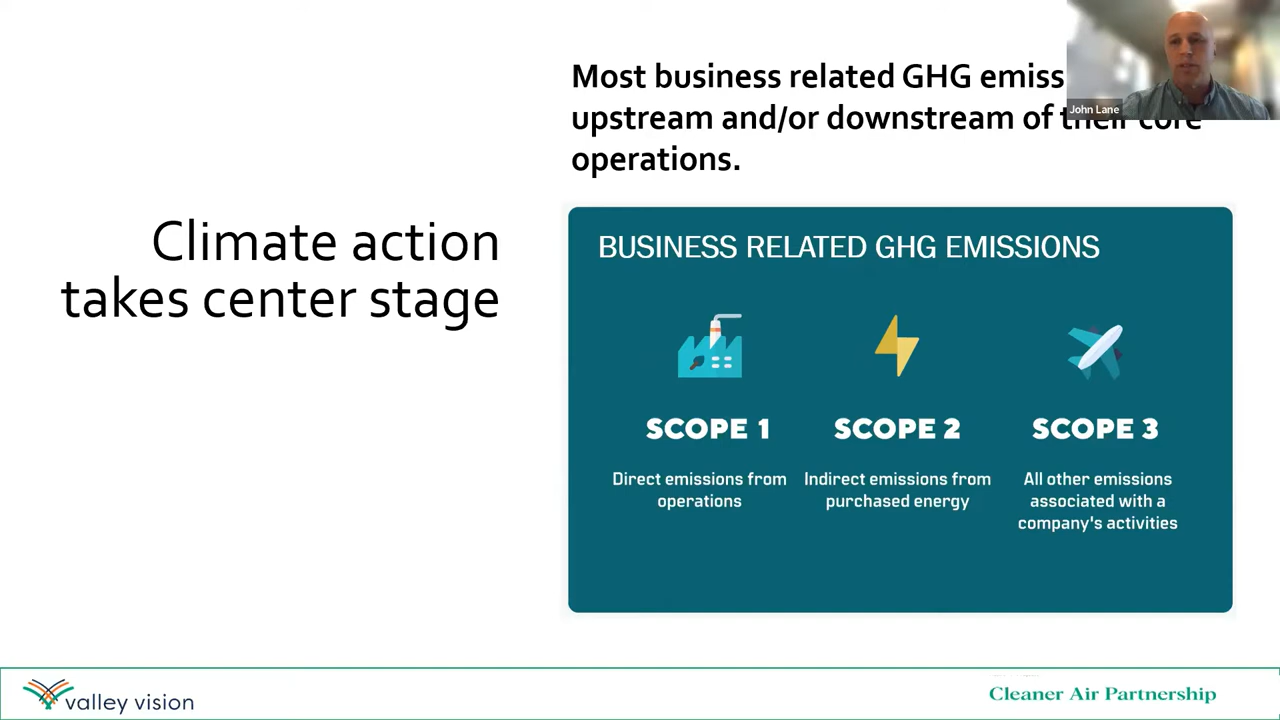 Most business related GHG emiss
upstream and/or downstream of their core
operations.
John Lane
Climate action
takes center stage
BUSINESS RELATED GHG EMISSIONS
SCOPE 1
SCOPE 2
SCOPE 3
Direct emissions from
operations
Indirect emissions from
purchased energy
All other emissions
associated with a
company's activities
valley vision
Cleaner Air Partnership